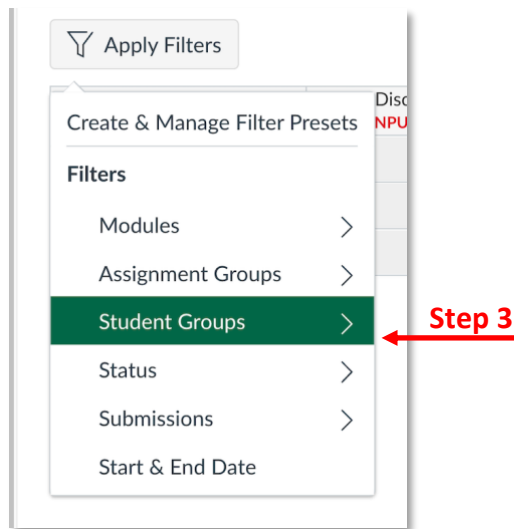 Apply Filters
Disc
Create & Manage Filter Presets
NPU
Filters
Modules
Assignment Groups
Student Groups
Step 3
Status
Submissions
Start & End Date